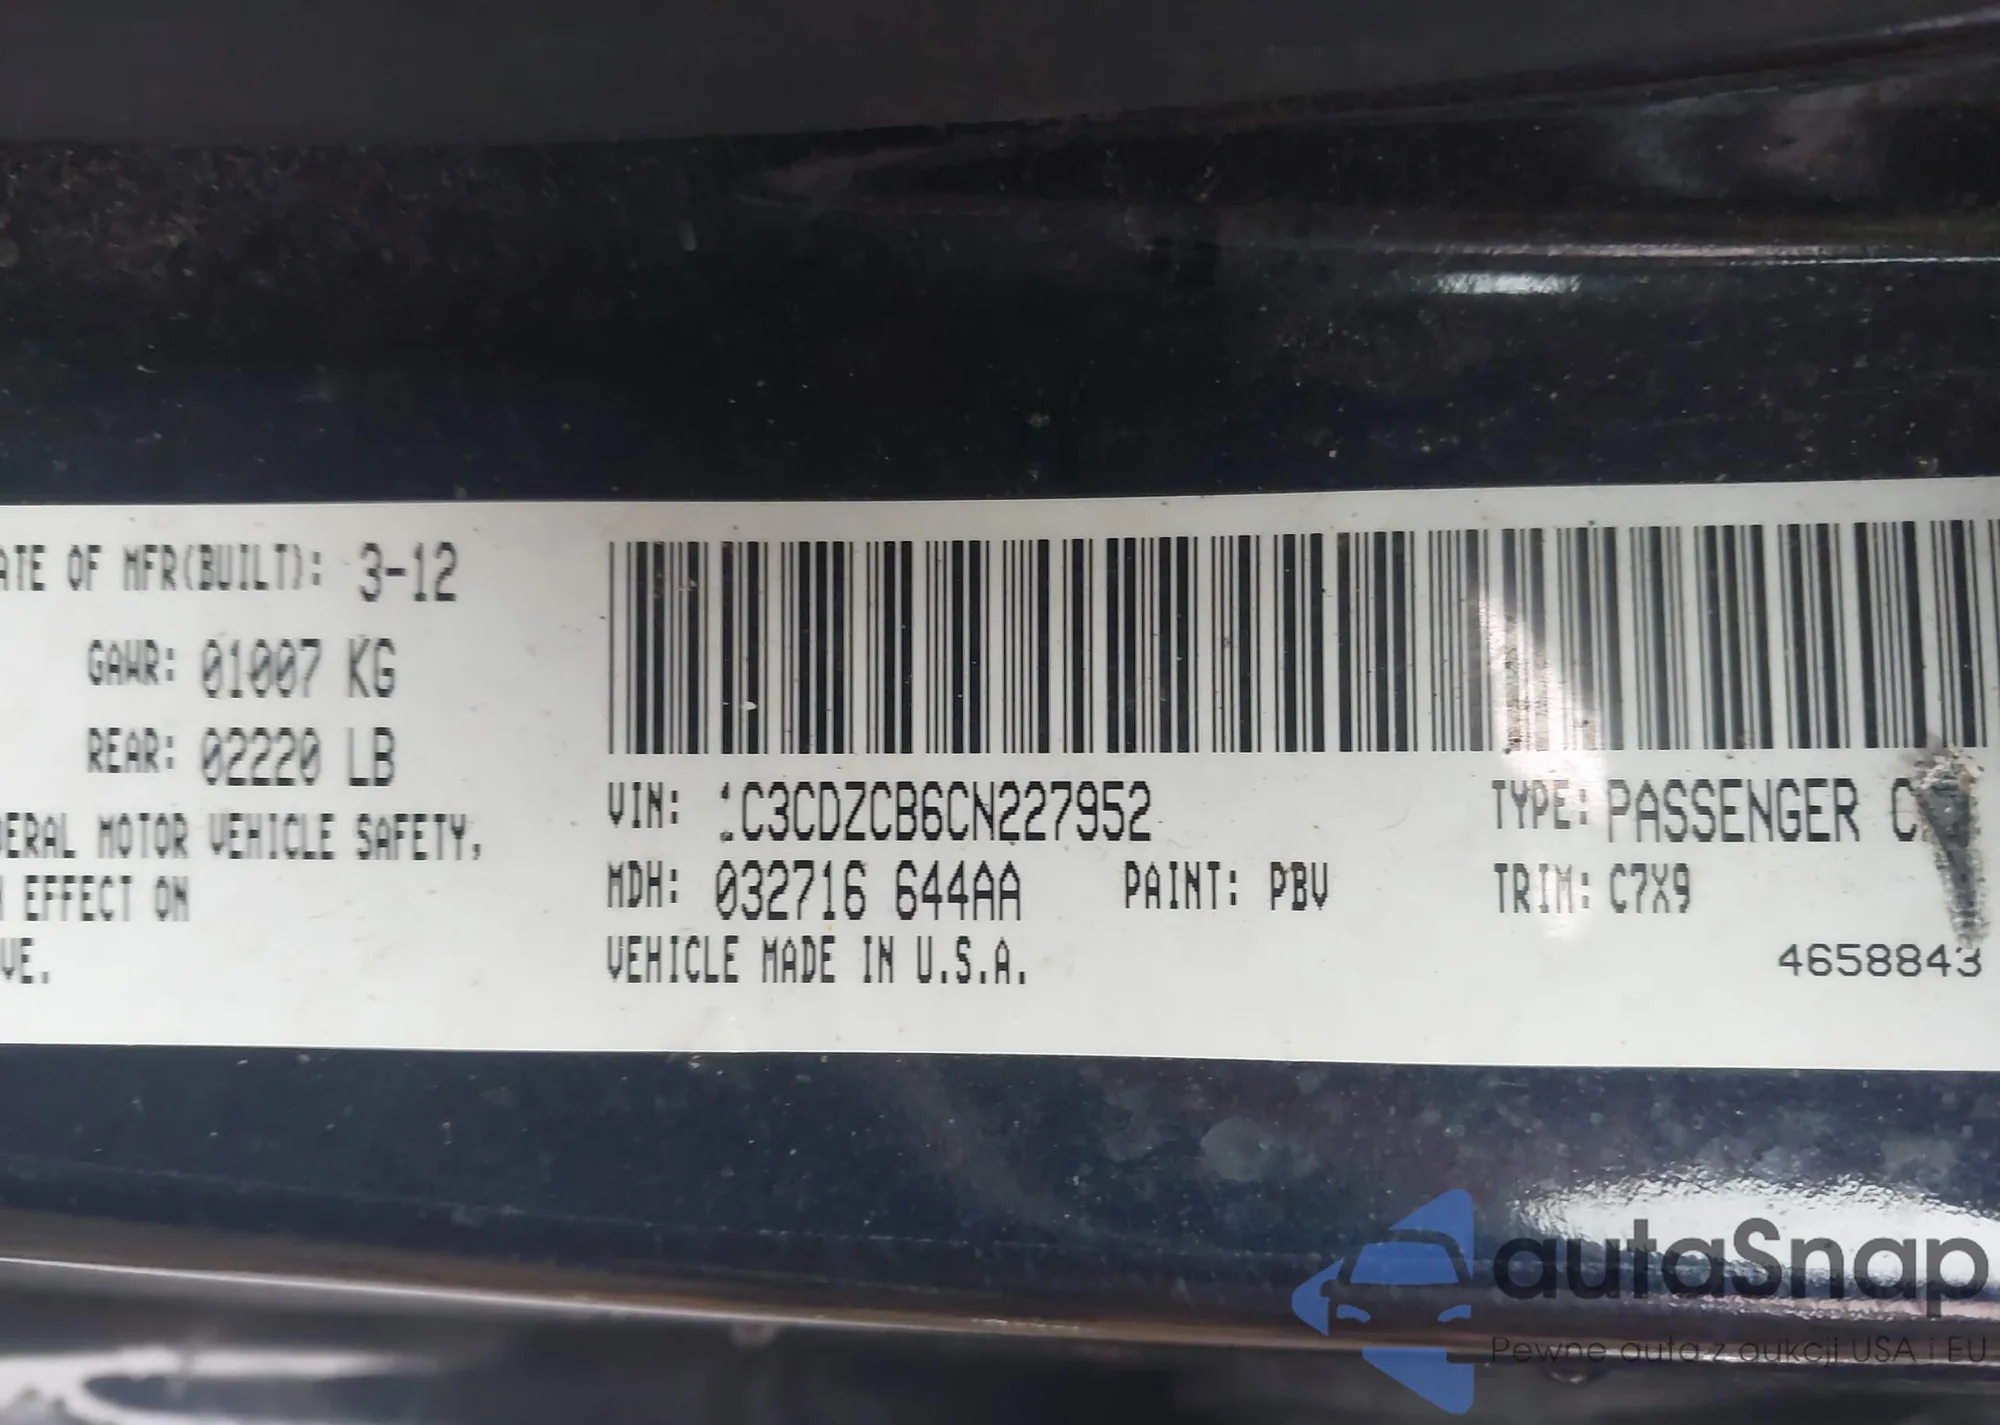 ATE OF MFR(BUILT): 3-12
GAWR: 01007 KG
REAR: 02220 LB
DERAL MOTOR VEHICLE SAFETY,
N EFFECT ON
VE.
VIN: 1C3CDZCB6CN227952
TYPE: PASSENGER C
MDH: 032716 644AA PAINT: PBV
TRIM: C7X9
VEHICLE MADE IN U.S.A.
4658843
autaSnap
Pewne auta z aukcji USA i EU